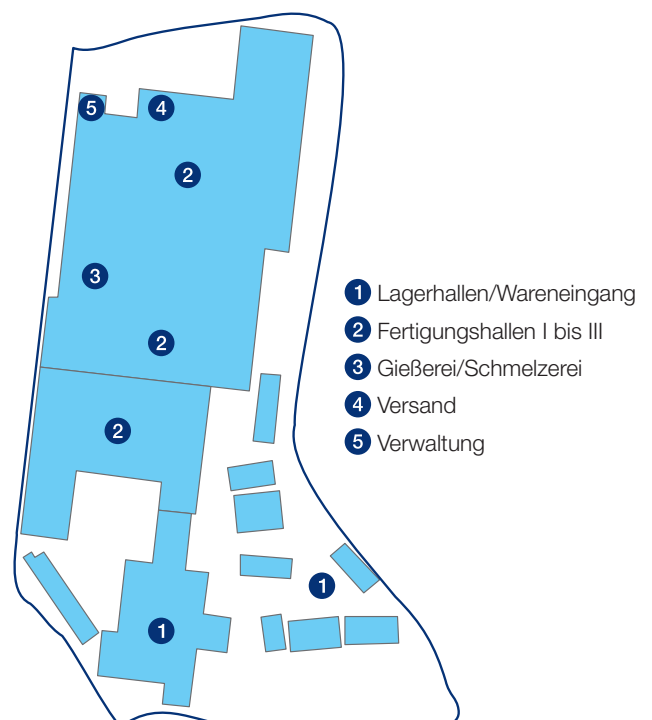 5
4
2
3
2
2
1
1
1 Lagerhallen/Wareneingang
2 Fertigungshallen I bis III
3 Gießerei/Schmelzerei
4 Versand
5 Verwaltung